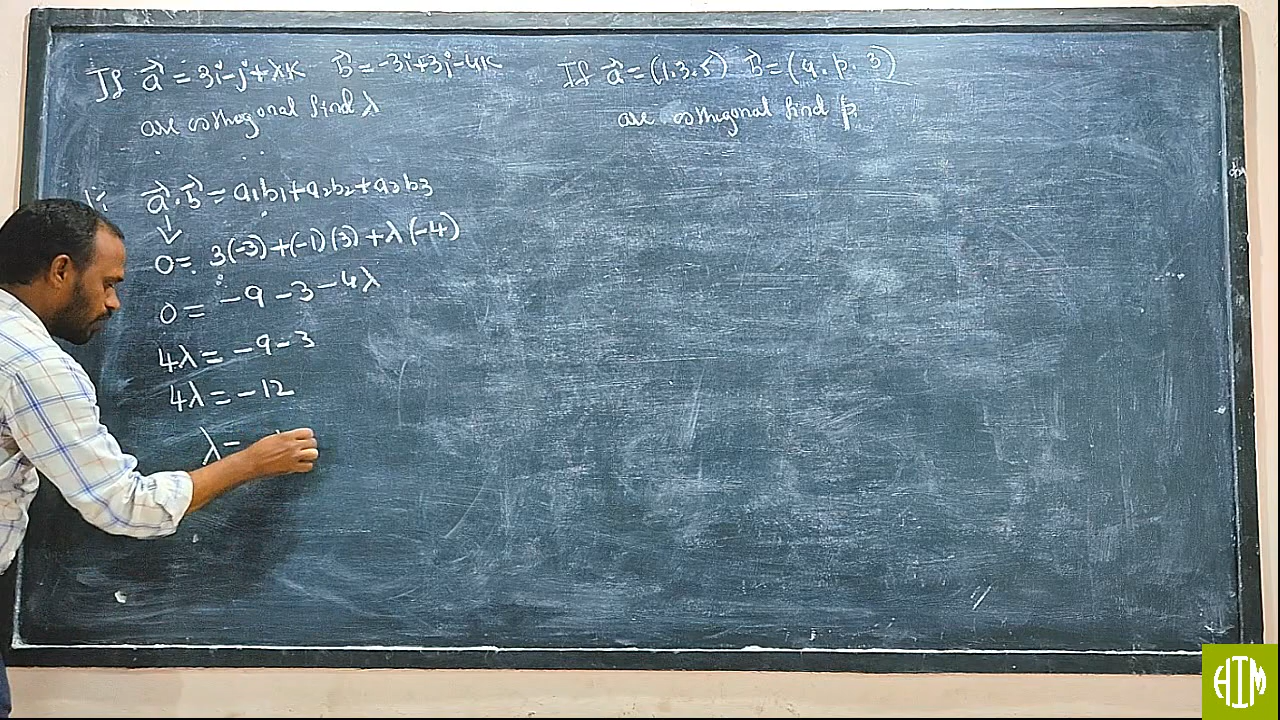 If a⃗ = 3i - j + λK b⃗ = -3i + 3j - 4K
are orthogonal find λ
a⃗ . b⃗ = a₁b₁ + a₂b₂ + a₃b₃
0 = 3(-3) + (-1)(3) + λ(-4)
0 = -9 - 3 - 4λ
4λ = -9 - 3
4λ = -12
λ =
If a⃗ = (1, 3, 5) b⃗ = (4, p, 3)
are orthogonal find p.
HIM